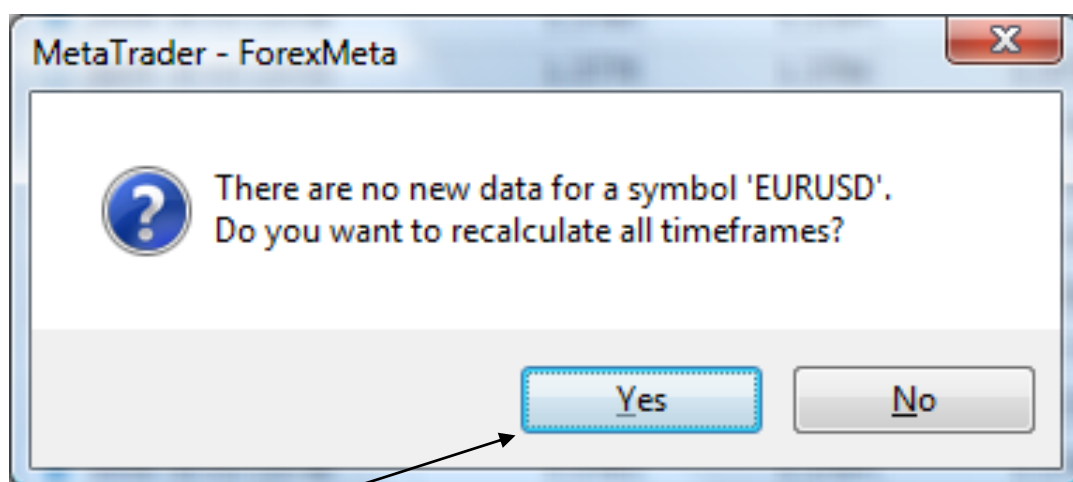 MetaTrader - ForexMeta
There are no new data for a symbol 'EURUSD'.
Do you want to recalculate all timeframes?
Yes
No